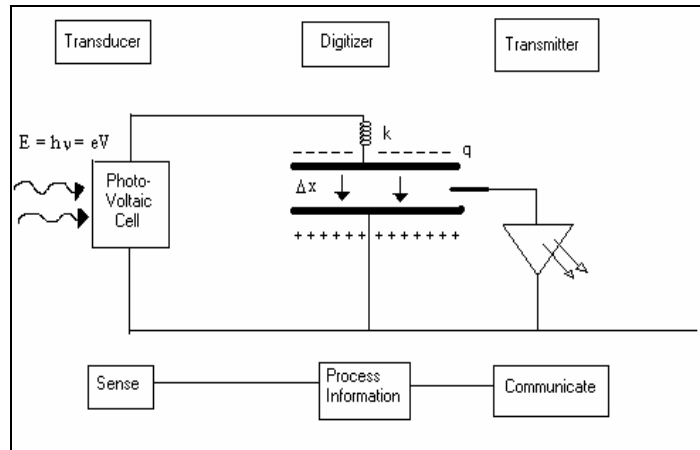 Transducer
Digitizer
Transmitter
E = hν = eV
k
q
− − − − − − − − − −
Photo-
Voltaic
Cell
Δx
+ + + + + + + + + + + + +
Sense
Process
Information
Communicate